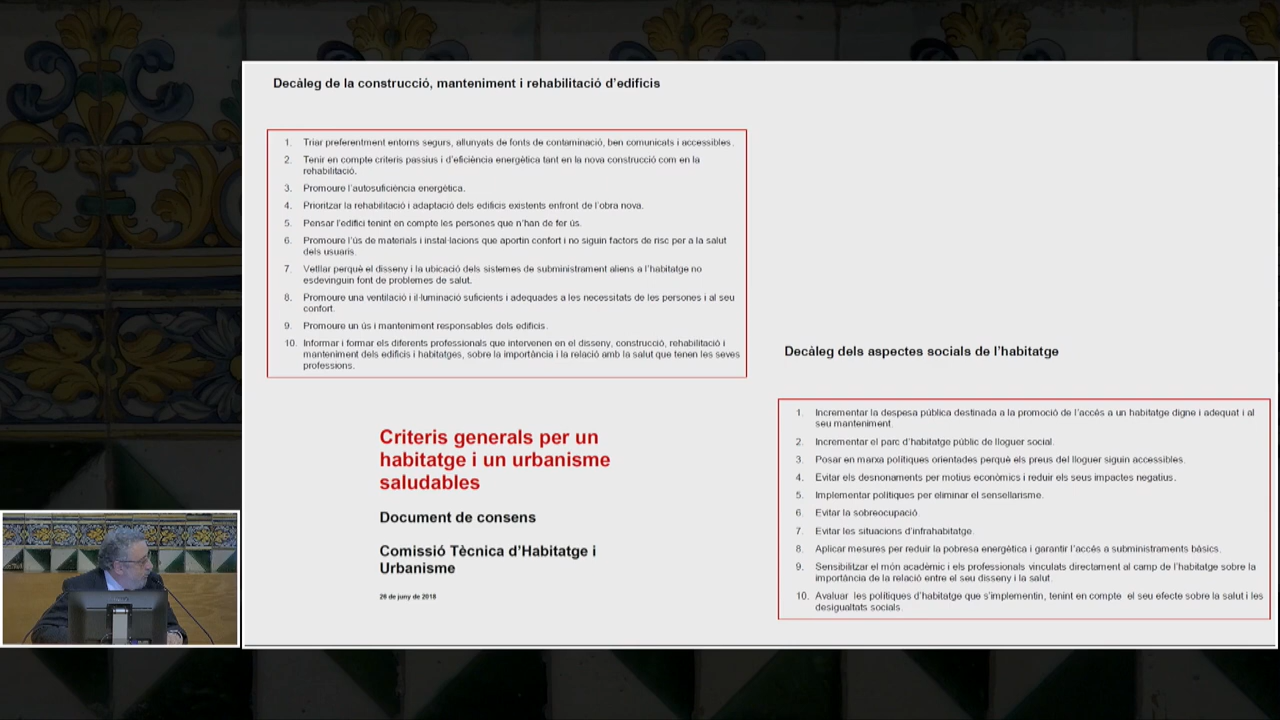 Decàleg de la construcció, manteniment i rehabilitació d'edificis
1. Triar preferentment entorns segurs, allunyats de fonts de contaminació, ben comunicats i accessibles.
2. Tenir en compte criteris passius i d'eficiència energètica tant en la nova construcció com en la
rehabilitació.
3. Promoure l'autosuficiència energètica.
4. Prioritzar la rehabilitació i adaptació dels edificis existents enfront de l'obra nova.
5. Pensar l'edifici tenint en compte les persones que n'han de fer ús.
6. Promoure l'ús de materials i instal·lacions que aportin confort i no siguin factors de risc per a la salut
dels usuaris.
7. Vetllar perquè el disseny i la ubicació dels sistemes de subministrament aliens a l'habitatge no
esdevinguin font de problemes de salut.
8. Promoure una ventilació i il·luminació suficients i adequades a les necessitats de les persones i al seu
confort.
9. Promoure un ús i manteniment responsables dels edificis.
10. Informar i formar els diferents professionals que intervenen en el disseny, construcció, rehabilitació i
manteniment dels edificis i habitatges, sobre la importància i la relació amb la salut que tenen les seves
professions.
Criteris generals per un
habitatge i un urbanisme
saludables
Document de consens
Comissió Tècnica d'Habitatge i
Urbanisme
26 de juny de 2018
Decàleg dels aspectes socials de l'habitatge
1. Incrementar la despesa pública destinada a la promoció de l'accés a un habitatge digne i adequat i al
seu manteniment.
2. Incrementar el parc d'habitatge públic de lloguer social.
3. Posar en marxa polítiques orientades perquè els preus del lloguer siguin accessibles.
4. Evitar els desnonaments per motius econòmics i reduir els seus impactes negatius.
5. Implementar polítiques per eliminar el sensellarisme.
6. Evitar la sobreocupació.
7. Evitar les situacions d'infrahabitatge.
8. Aplicar mesures per reduir la pobresa energètica i garantir l'accés a subministraments bàsics.
9. Sensibilitzar el món acadèmic i els professionals vinculats directament al camp de l'habitatge sobre la
importància de la relació entre el seu disseny i la salut.
10. Avaluar les polítiques d'habitatge que s'implementin, tenint en compte el seu efecte sobre la salut i les
desigualtats socials.